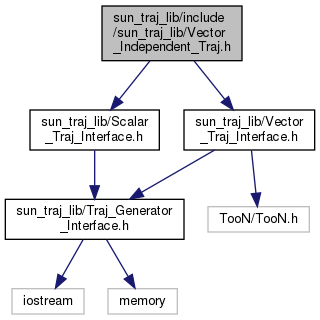 sun_traj_lib/include
/sun_traj_lib/Vector
_Independent_Traj.h
sun_traj_lib/Scalar
_Traj_Interface.h
sun_traj_lib/Vector
_Traj_Interface.h
sun_traj_lib/Traj_Generator
_Interface.h
TooN/TooN.h
iostream
memory